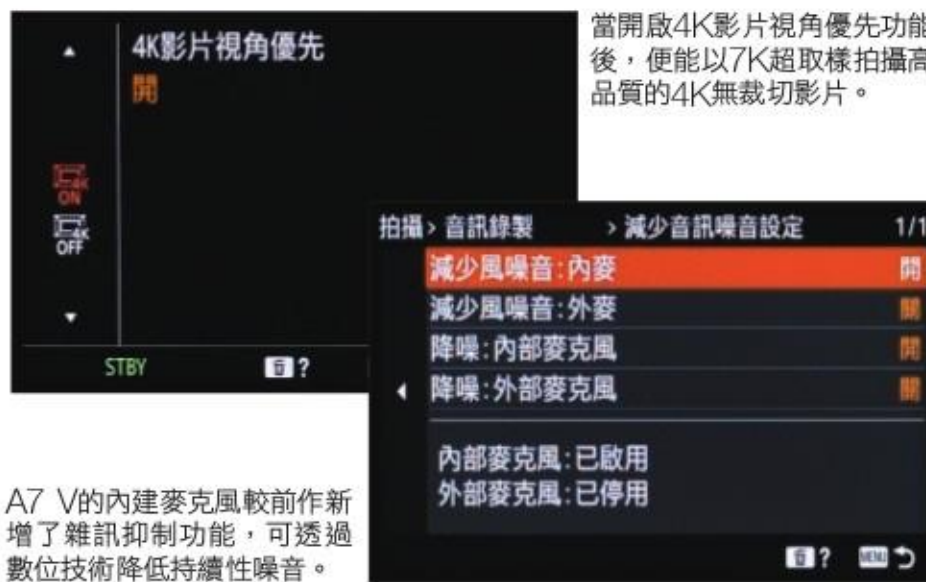 4K影片視角優先
開
4K
ON
4K
OFF
STBY
?
當開啟4K影片視角優先功能
後，便能以7K超取樣拍攝高
品質的4K無裁切影片。
拍攝> 音訊錄製 > 減少音訊噪音設定 1/1
減少風噪音:內麥 開
減少風噪音:外麥 關
降噪:內部麥克風 開
降噪:外部麥克風 關
內部麥克風:已啟用
外部麥克風:已停用
? MENU
A7 V的內建麥克風較前作新
增了雜訊抑制功能，可透過
數位技術降低持續性噪音。